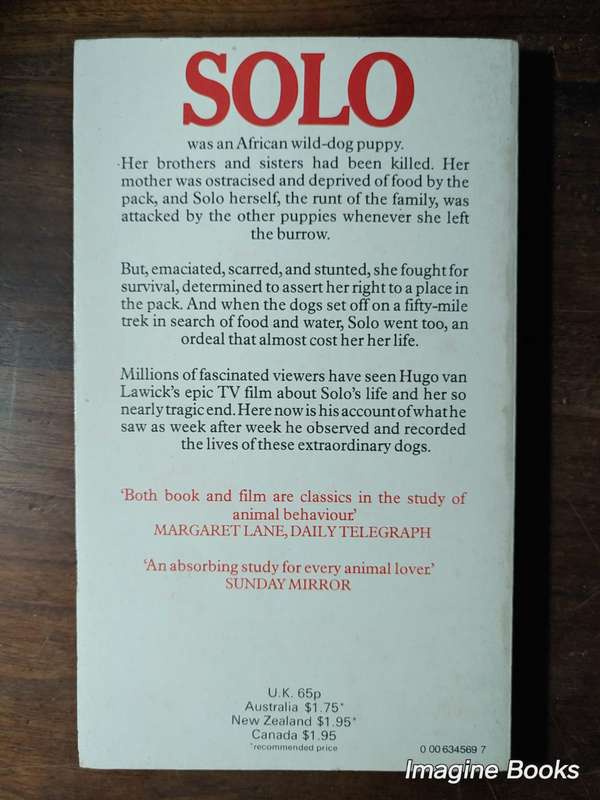 SOLO
was an African wild-dog puppy.
Her brothers and sisters had been killed. Her
mother was ostracised and deprived of food by the
pack, and Solo herself, the runt of the family, was
attacked by the other puppies whenever she left
the burrow.
But, emaciated, scarred, and stunted, she fought for
survival, determined to assert her right to a place in
the pack. And when the dogs set off on a fifty-mile
trek in search of food and water, Solo went too, an
ordeal that almost cost her her life.
Millions of fascinated viewers have seen Hugo van
Lawick's epic TV film about Solo's life and her so
nearly tragic end. Here now is his account of what he
saw as week after week he observed and recorded
the lives of these extraordinary dogs.
'Both book and film are classics in the study of
animal behaviour.'
MARGARET LANE, DAILY TELEGRAPH
'An absorbing study for every animal lover.'
SUNDAY MIRROR
U.K. 65p
Australia $1.75*
New Zealand $1.95*
Canada $1.95
*recommended price
0 00 634569 7
Imagine Books